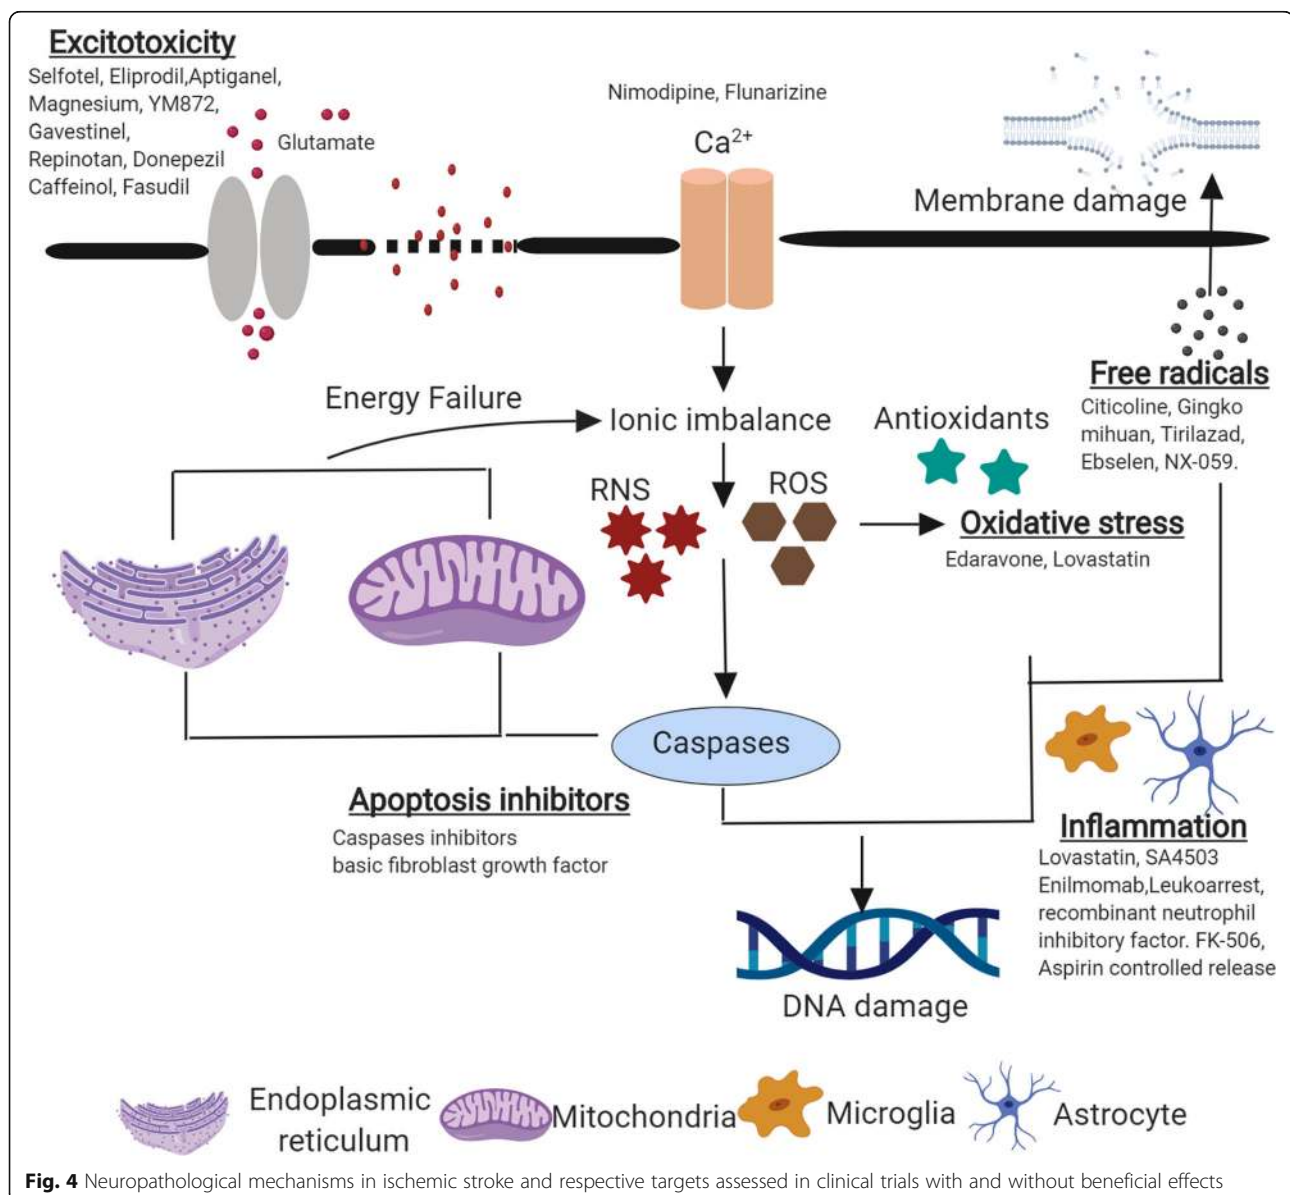 Excitotoxicity
Selfotel, Eliprodil,Aptiganel,
Magnesium, YM872,
Gavestinel,
Repinotan, Donepezil
Caffeinol, Fasudil
Glutamate
Nimodipine, Flunarizine
Ca2+
Membrane damage
Free radicals
Citicoline, Gingko
mihuan, Tirilazad,
Ebselen, NX-059.
Energy Failure
Ionic imbalance
Antioxidants
RNS
ROS
Oxidative stress
Edaravone, Lovastatin
Caspases
Apoptosis inhibitors
Caspases inhibitors
basic fibroblast growth factor
Inflammation
Lovastatin, SA4503
Enilmomab,Leukoarrest,
recombinant neutrophil
inhibitory factor. FK-506,
Aspirin controlled release
DNA damage
Endoplasmic
reticulum
Mitochondria
Microglia
Astrocyte
Fig. 4 Neuropathological mechanisms in ischemic stroke and respective targets assessed in clinical trials with and without beneficial effects